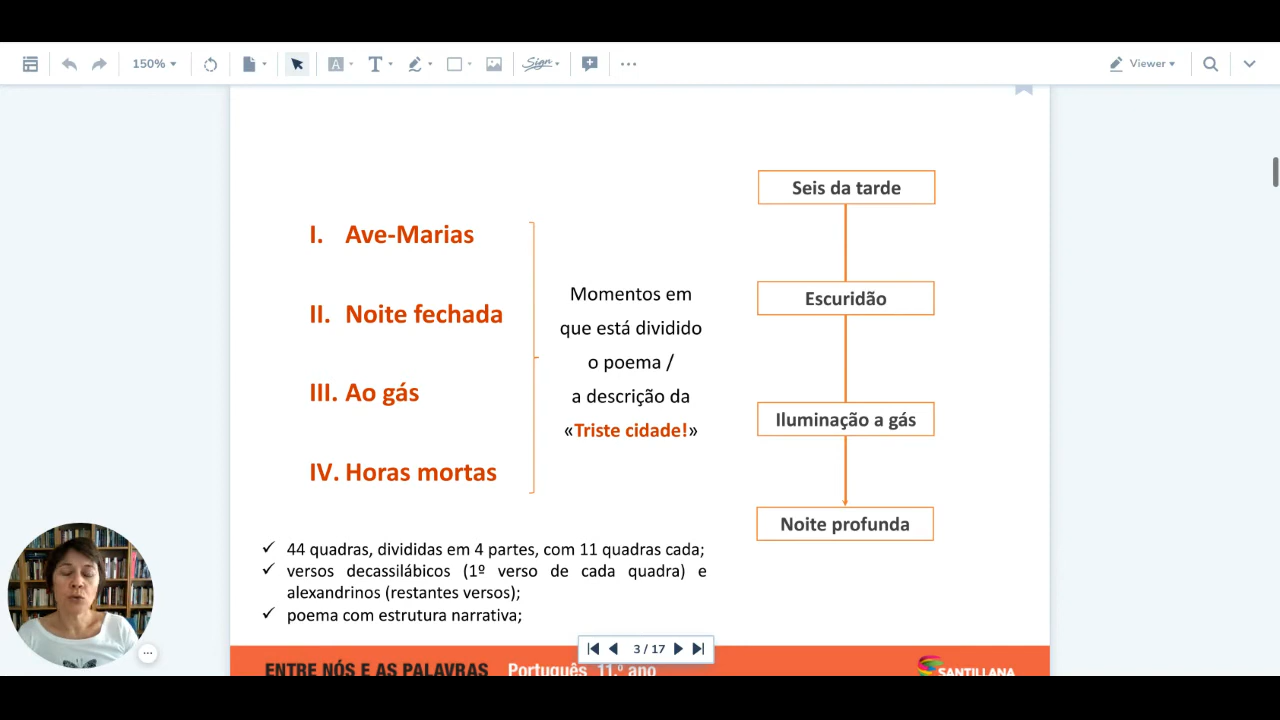 150%
A
T
Sign
Viewer
Seis da tarde
I. Ave-Marias
Momentos em
Escuridão
II. Noite fechada
que está dividido
o poema /
III. Ao gás
a descrição da
Iluminação a gás
«Triste cidade!»
IV. Horas mortas
Noite profunda
✓ 44 quadras, divididas em 4 partes, com 11 quadras cada;
✓ versos decassilábicos (1º verso de cada quadra) e
alexandrinos (restantes versos);
✓ poema com estrutura narrativa;
3 / 17
ENTRE NÓS E AS PALAVRAS Português 11.º ano
SANTILLANA